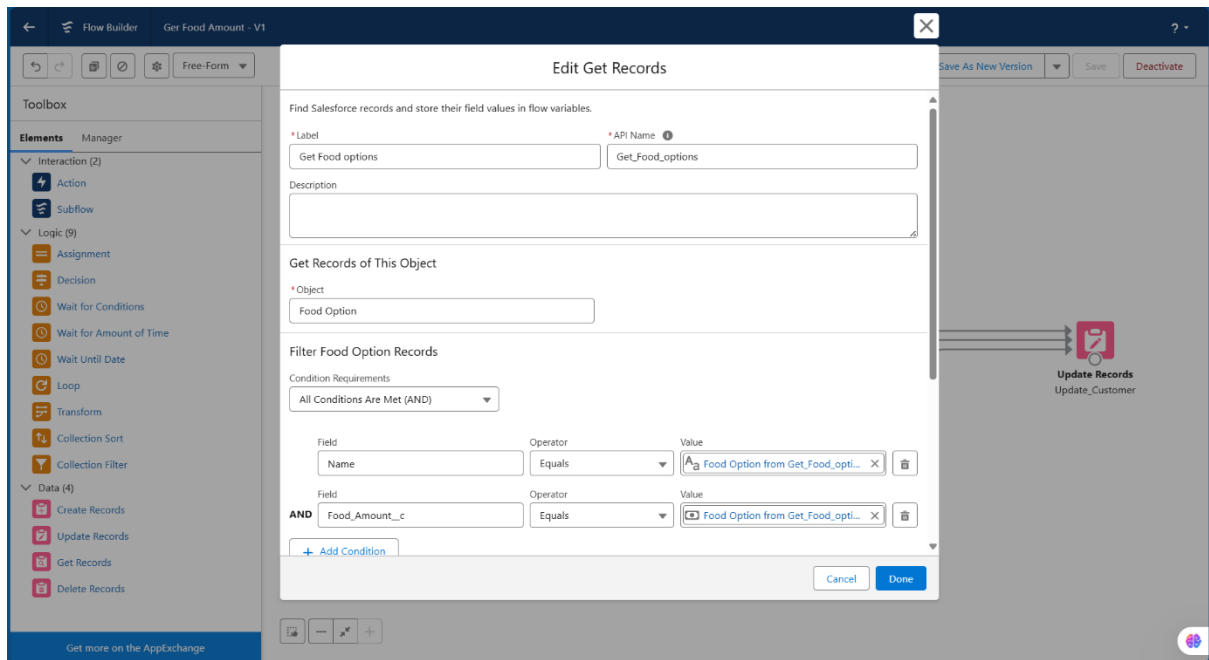 Flow Builder Ger Food Amount - V1 ?
Free-Form Save As New Version Save Deactivate
Edit Get Records
Toolbox
Elements Manager
Interaction (2)
Action
Subflow
Logic (9)
Assignment
Decision
Wait for Conditions
Wait for Amount of Time
Wait Until Date
Loop
Transform
Collection Sort
Collection Filter
Data (4)
Create Records
Update Records
Get Records
Delete Records
Get more on the AppExchange
Find Salesforce records and store their field values in flow variables.
*Label *API Name
Get Food options Get_Food_options
Description
Get Records of This Object
*Object
Food Option
Filter Food Option Records
Condition Requirements
All Conditions Are Met (AND)
Field Operator Value
Name Equals Aa Food Option from Get_Food_opti...
Field Operator Value
AND Food_Amount__c Equals Food Option from Get_Food_opti...
+ Add Condition
Cancel Done
Update Records
Update_Customer